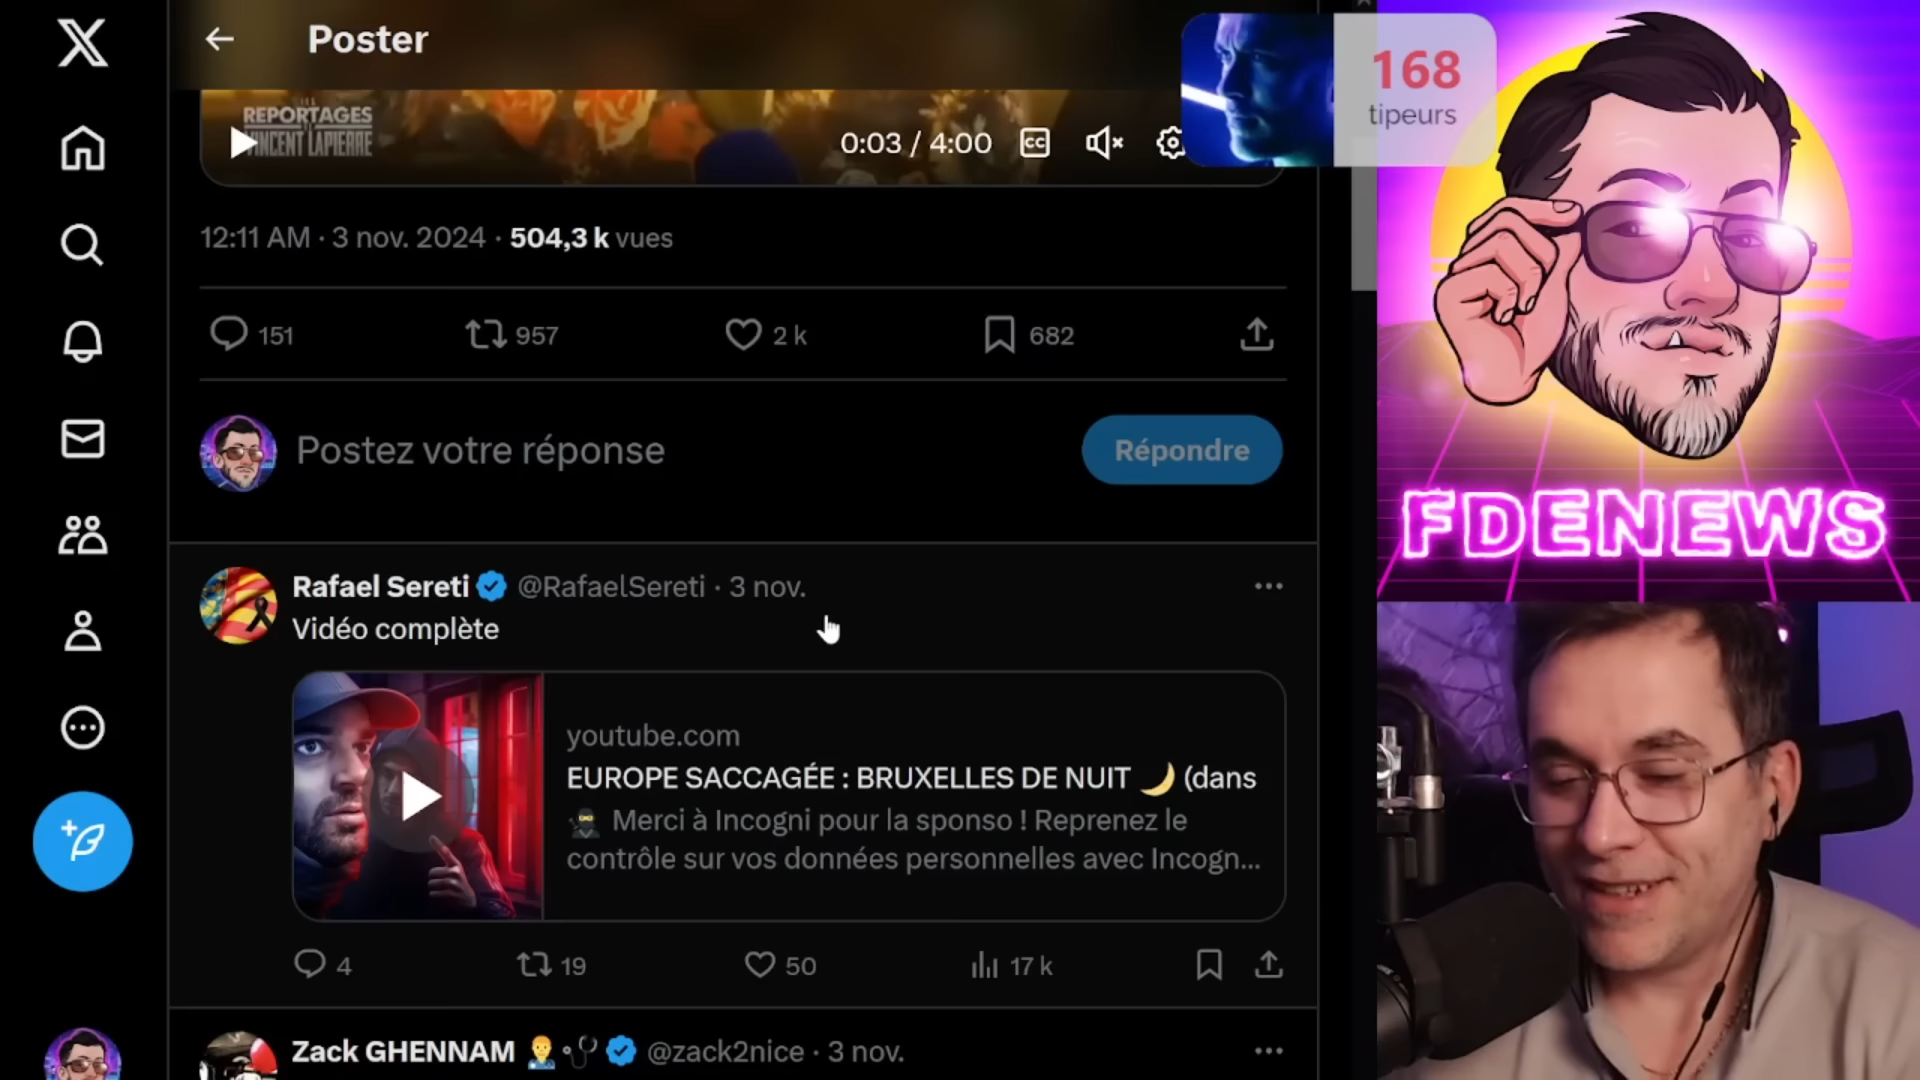 Poster
168
tipeurs
LES
REPORTAGES
VINCENT LAPIERRE
0:03 / 4:00
CC
12:11 AM · 3 nov. 2024 · 504,3 k vues
151
957
2 k
682
Postez votre réponse
Répondre
FDENEWS
Rafael Sereti @RafaelSereti · 3 nov.
Vidéo complète
youtube.com
EUROPE SACCAGÉE : BRUXELLES DE NUIT 🌙 (dans
🥷 Merci à Incogni pour la sponso ! Reprenez le
contrôle sur vos données personnelles avec Incogn...
4
19
50
17 k
Zack GHENNAM 👨‍⚕️🩺 @zack2nice · 3 nov.